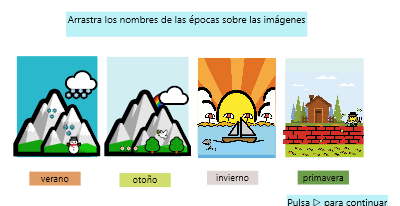 Arrastra los nombres de las épocas sobre las imágenes
verano
otoño
invierno
primavera
Pulsa ▷ para continuar